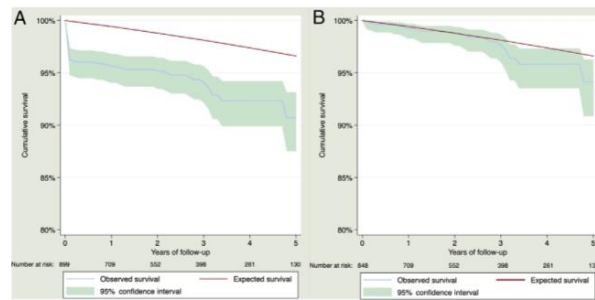 A
100%
95%
90%
85%
80%
Cumulative survival
0 1 2 3 4 5
Years of follow-up
Number at risk: 899 709 552 398 261 130
Observed survival Expected survival
95% confidence interval
B
100%
95%
90%
85%
80%
Cumulative survival
0 1 2 3 4 5
Years of follow-up
Number at risk: 848 709 552 398 261
Observed survival Expected survival
95% confidence interval